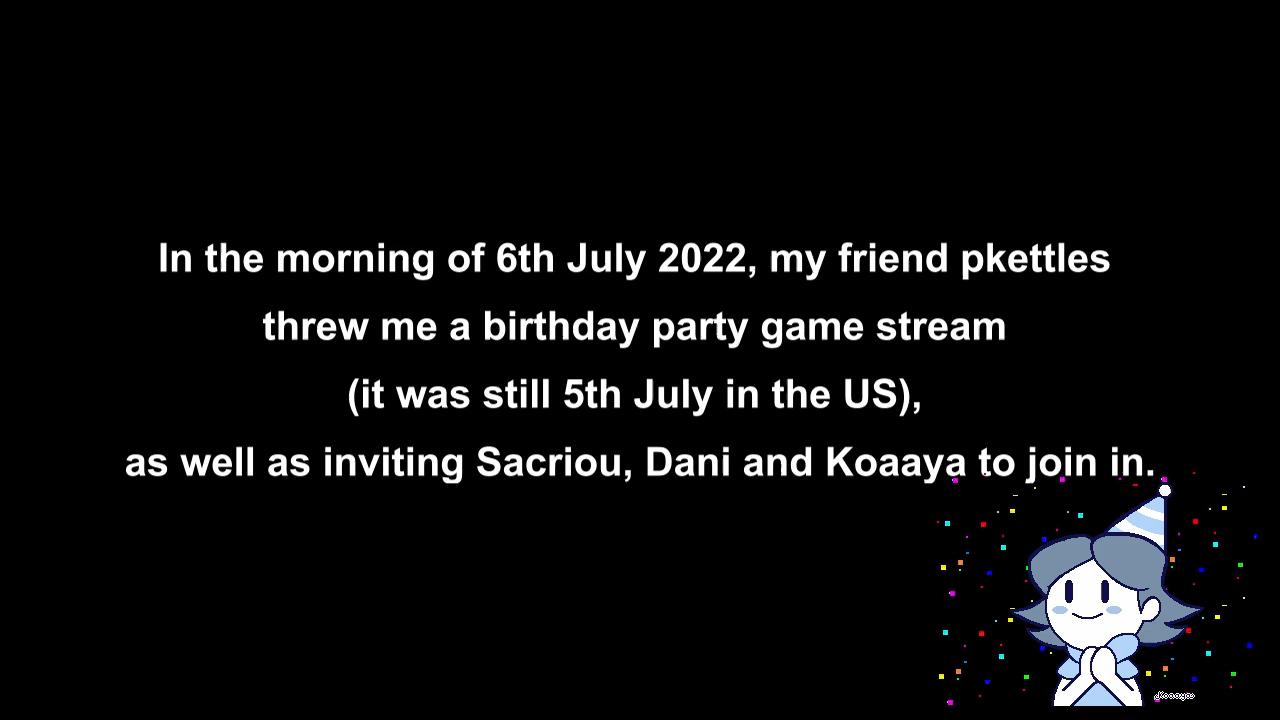 In the morning of 6th July 2022, my friend pkettles
threw me a birthday party game stream
(it was still 5th July in the US),
as well as inviting Sacriou, Dani and Koaaya to join in.
Koaaya